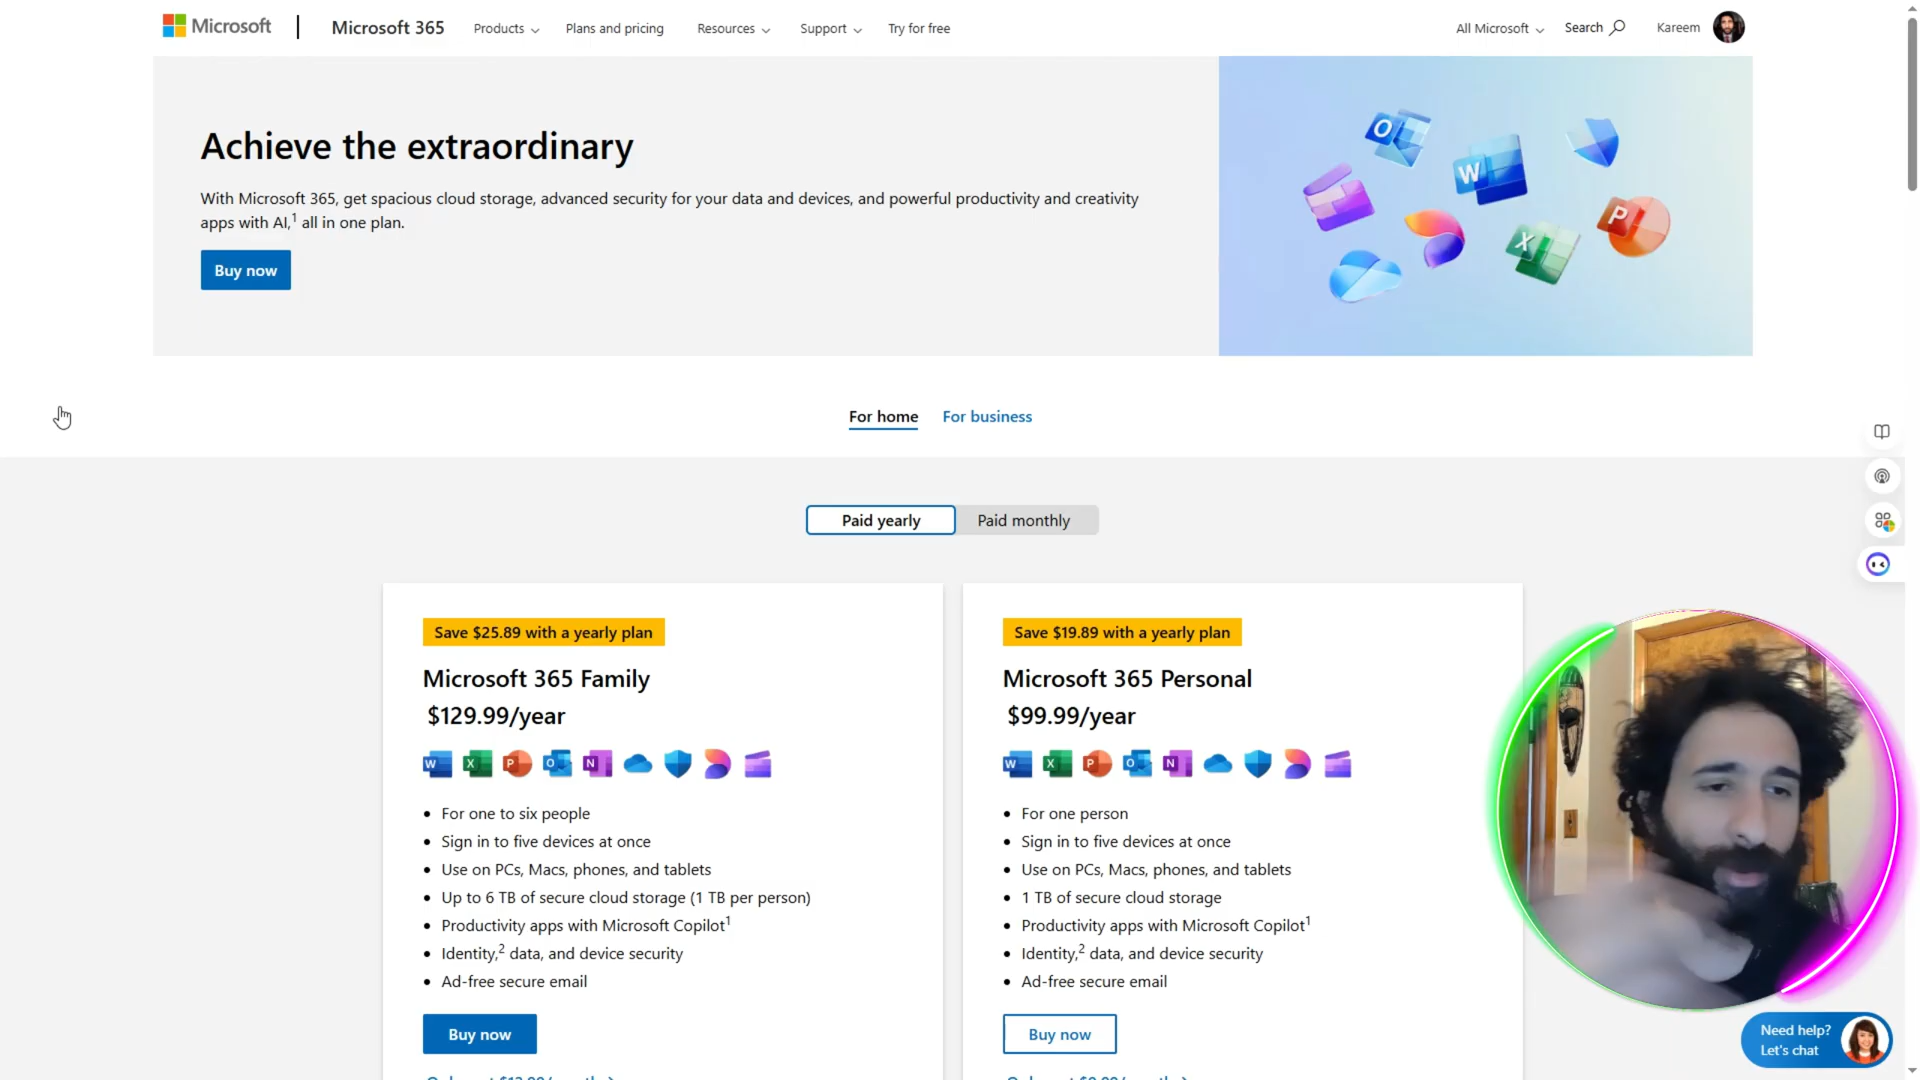 Microsoft
Microsoft 365
Products
Plans and pricing
Resources
Support
Try for free
All Microsoft
Search
Kareem
Achieve the extraordinary
With Microsoft 365, get spacious cloud storage, advanced security for your data and devices, and powerful productivity and creativity
apps with AI,1 all in one plan.
Buy now
For home
For business
Paid yearly
Paid monthly
Save $25.89 with a yearly plan
Microsoft 365 Family
$129.99/year
For one to six people
Sign in to five devices at once
Use on PCs, Macs, phones, and tablets
Up to 6 TB of secure cloud storage (1 TB per person)
Productivity apps with Microsoft Copilot1
Identity,2 data, and device security
Ad-free secure email
Buy now
Save $19.89 with a yearly plan
Microsoft 365 Personal
$99.99/year
For one person
Sign in to five devices at once
Use on PCs, Macs, phones, and tablets
1 TB of secure cloud storage
Productivity apps with Microsoft Copilot1
Identity,2 data, and device security
Ad-free secure email
Buy now
Need help?
Let's chat